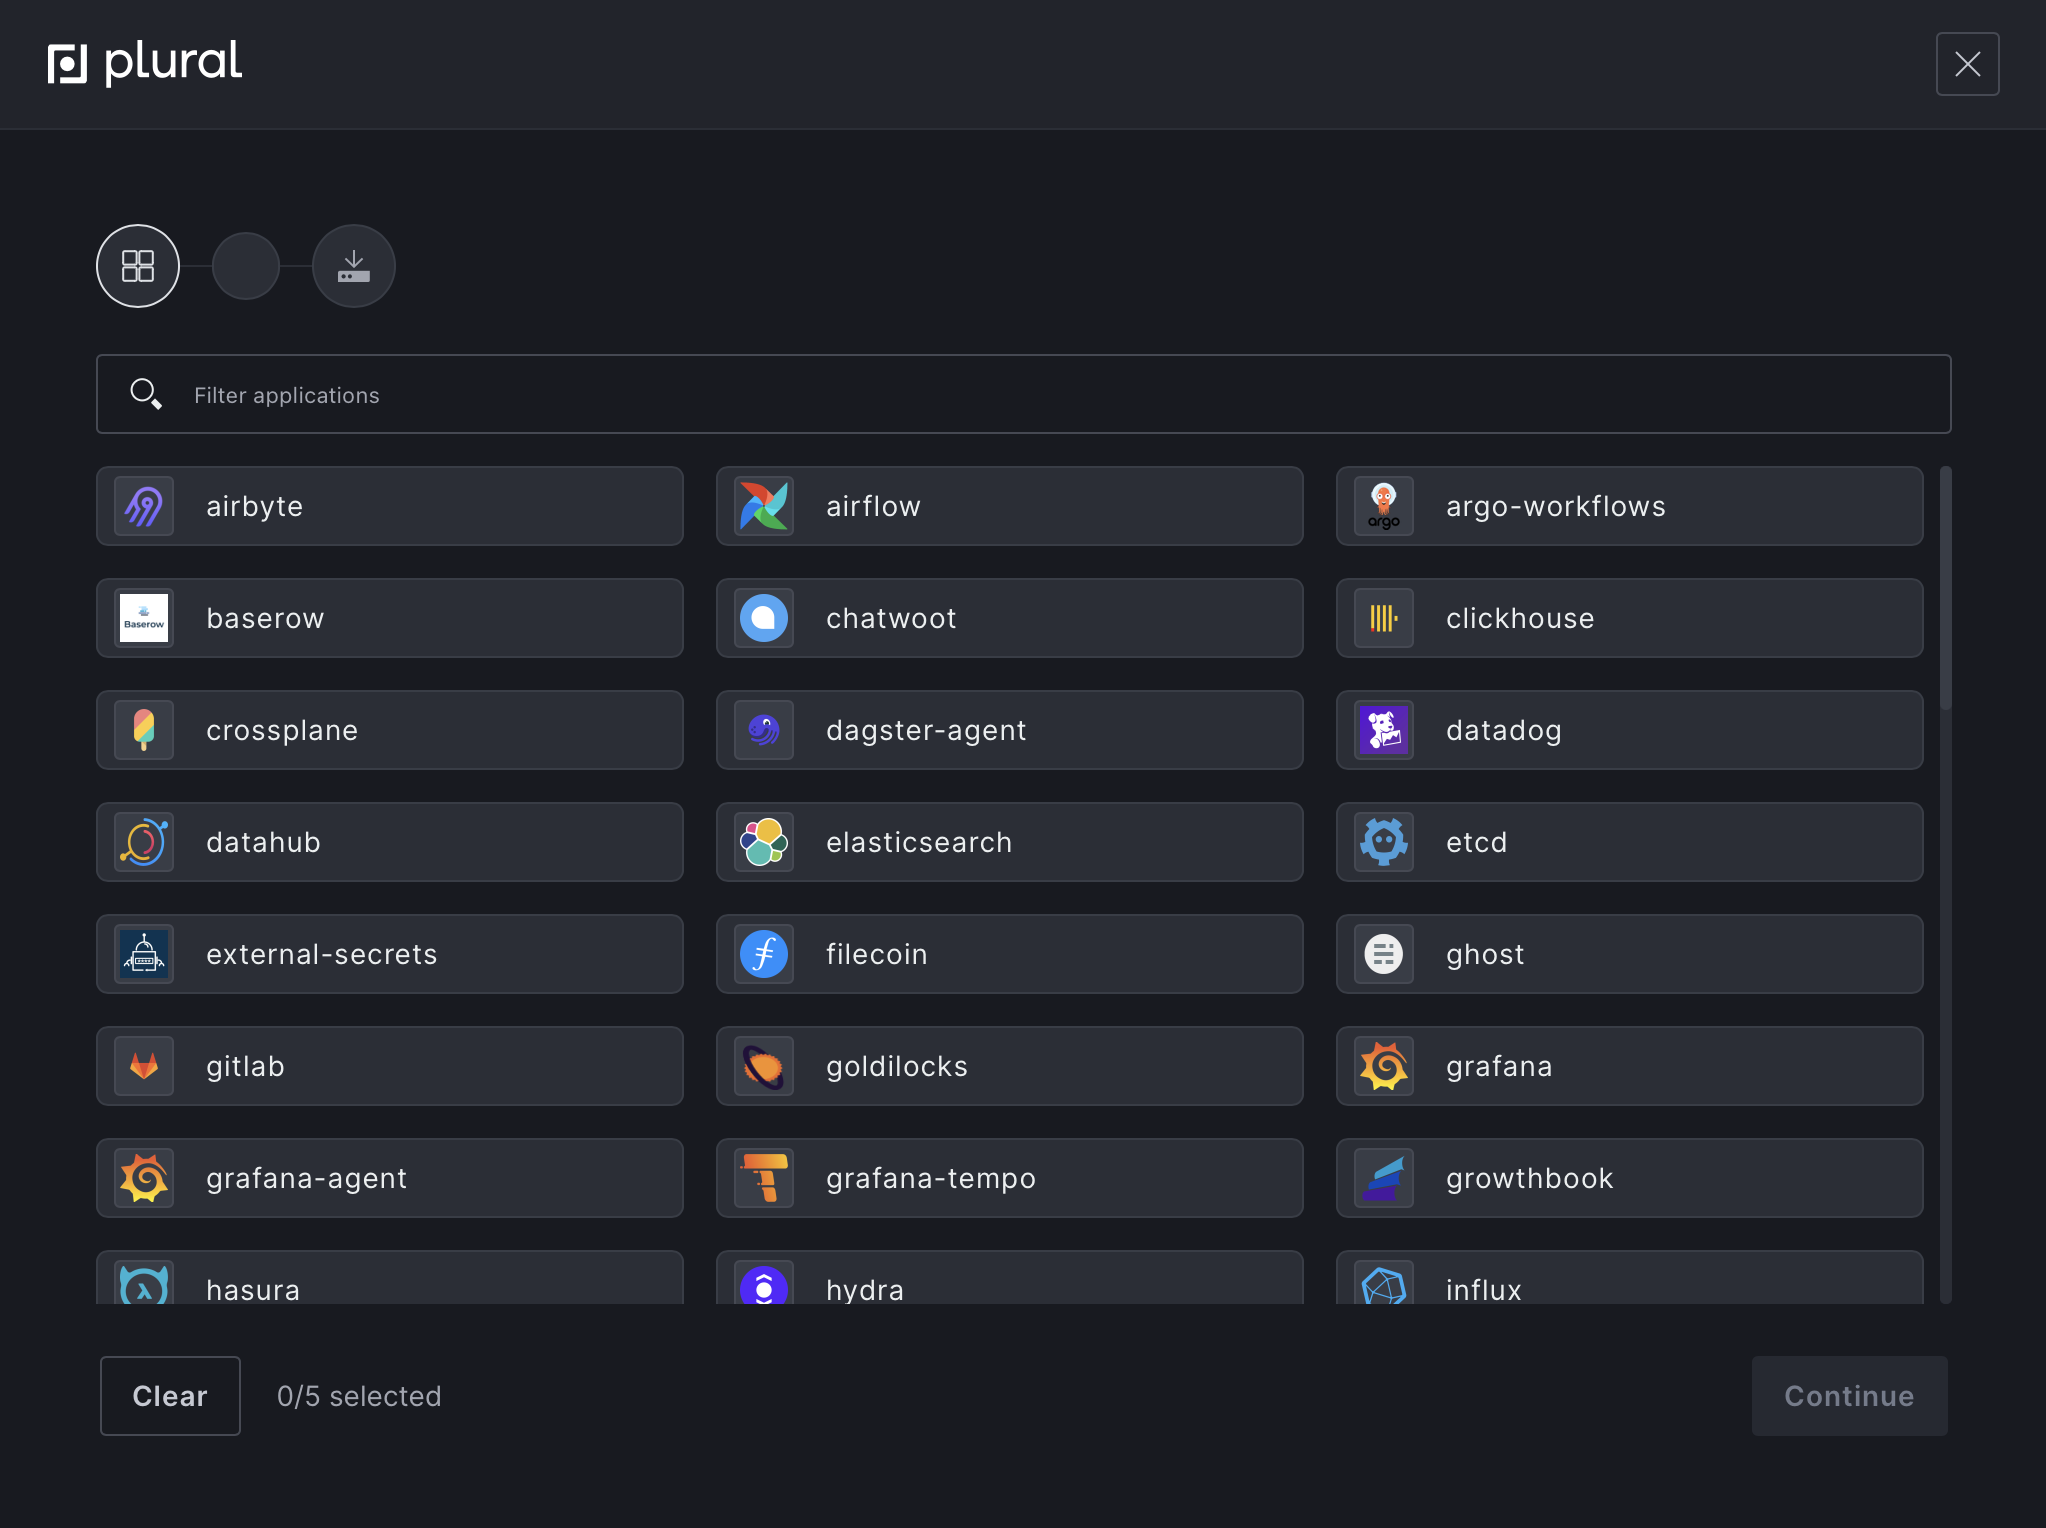 plural
Filter applications
airbyte
airflow
argo
argo-workflows
Baserow
baserow
chatwoot
clickhouse
crossplane
dagster-agent
datadog
datahub
elasticsearch
etcd
external-secrets
filecoin
ghost
gitlab
goldilocks
grafana
grafana-agent
grafana-tempo
growthbook
hasura
hydra
influx
Clear
0/5 selected
Continue